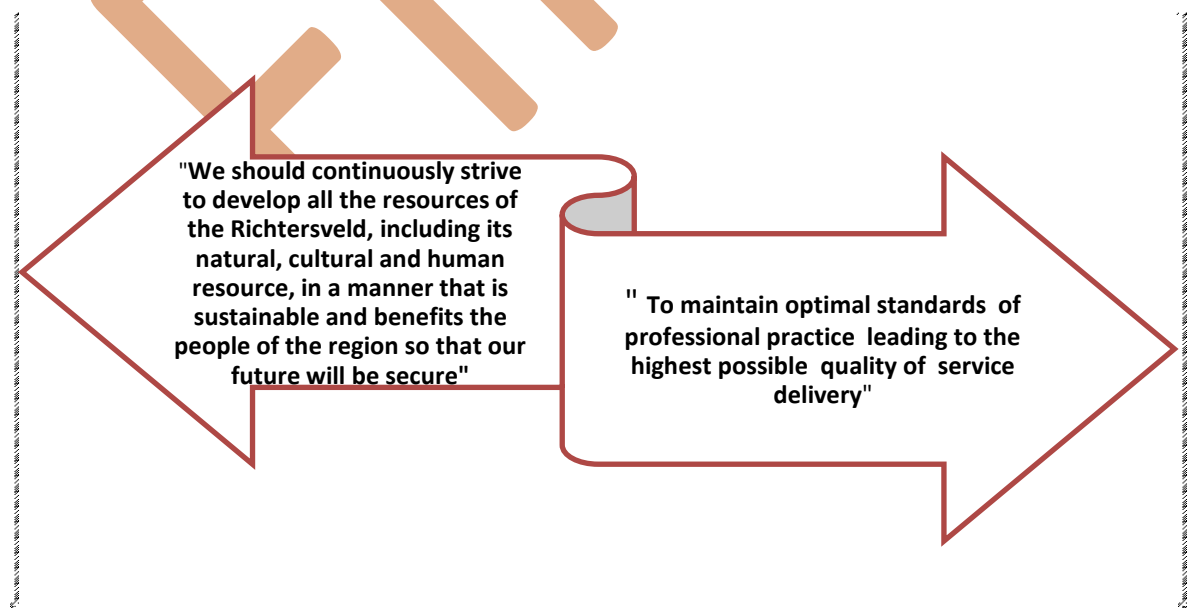 "We should continuously strive
to develop all the resources of
the Richtersveld, including its
natural, cultural and human
resource, in a manner that is
sustainable and benefits the
people of the region so that our
future will be secure"
" To maintain optimal standards of
professional practice leading to the
highest possible quality of service
delivery"